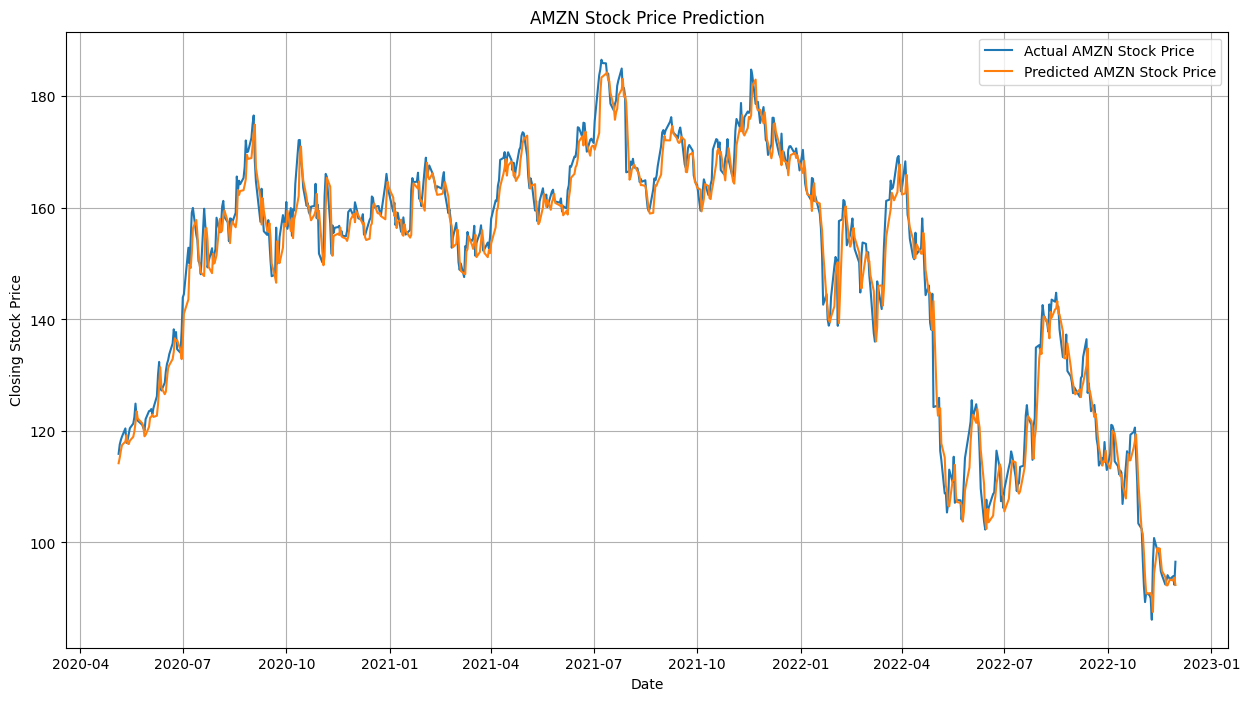 AMZN Stock Price Prediction
Actual AMZN Stock Price
Predicted AMZN Stock Price
Closing Stock Price
180
160
140
120
100
2020-04 2020-07 2020-10 2021-01 2021-04 2021-07 2021-10 2022-01 2022-04 2022-07 2022-10 2023-01
Date